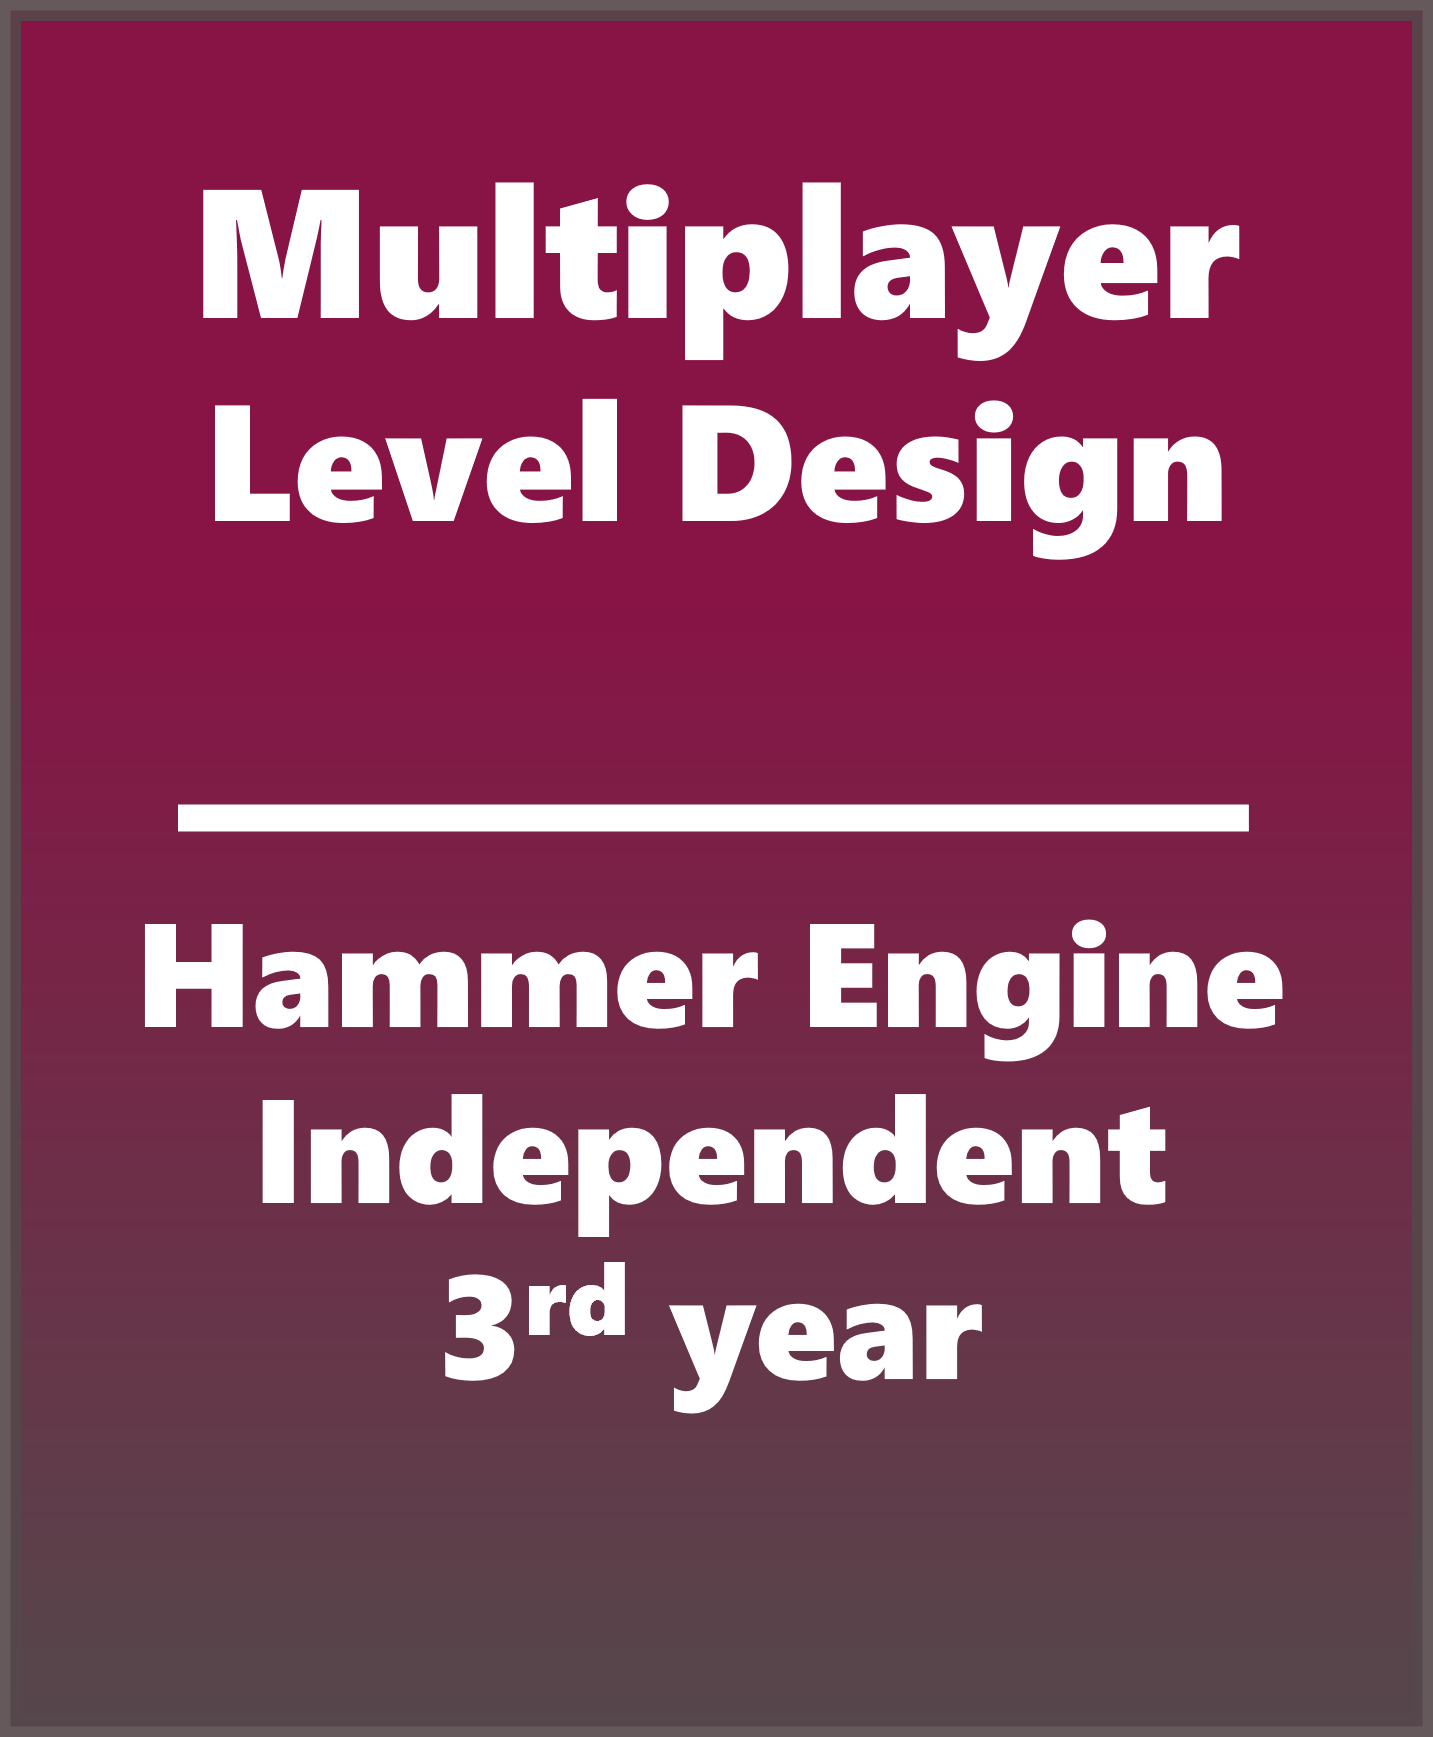 Multiplayer
Level Design
Hammer Engine
Independent
3rd year